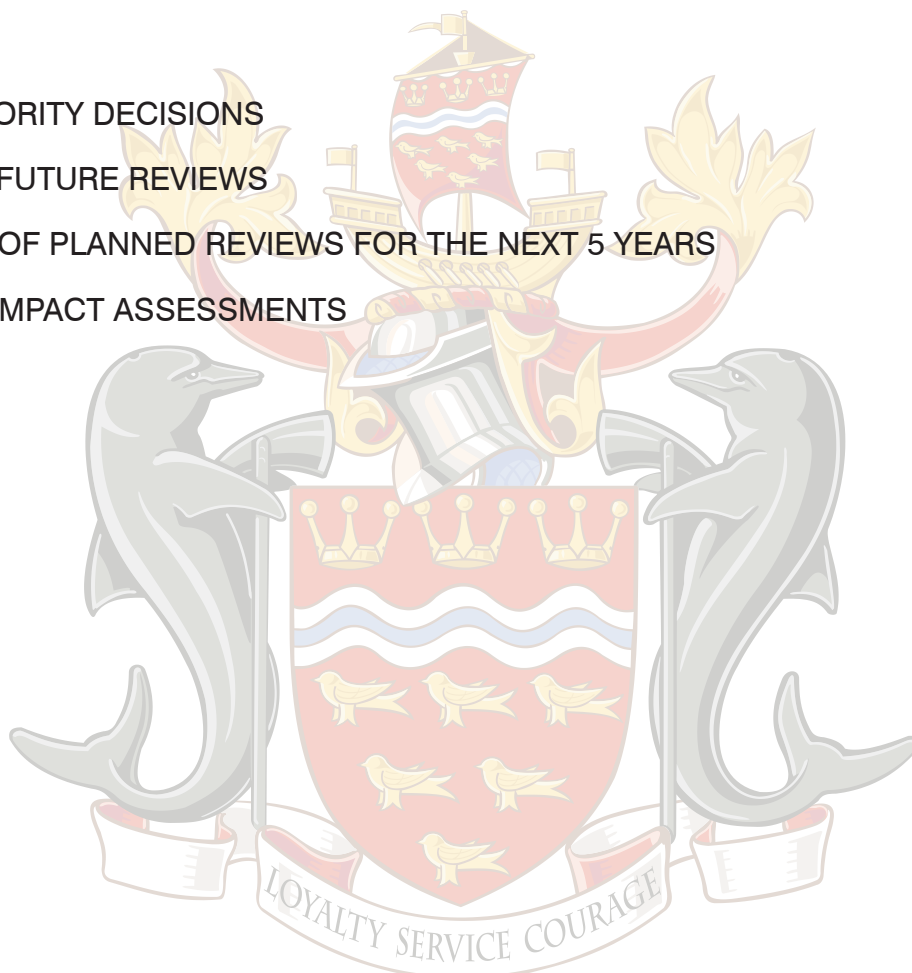 ORITY DECISIONS
FUTURE REVIEWS
OF PLANNED REVIEWS FOR THE NEXT 5 YEARS
MPACT ASSESSMENTS
LOYALTY SERVICE COURAGE